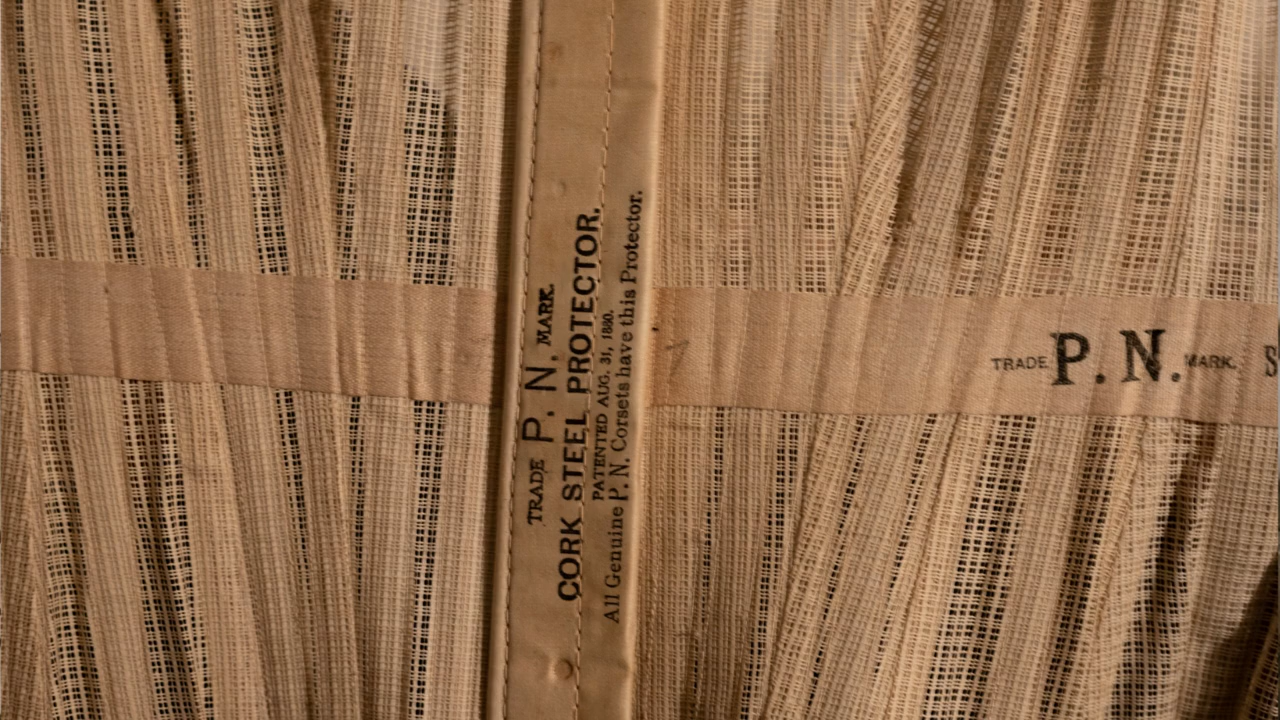 TRADE P. N. MARK.
CORK STEEL PROTECTOR.
PATENTED AUG. 31, 1880.
All Genuine P. N. Corsets have this Protector.
TRADE P. N. MARK. S